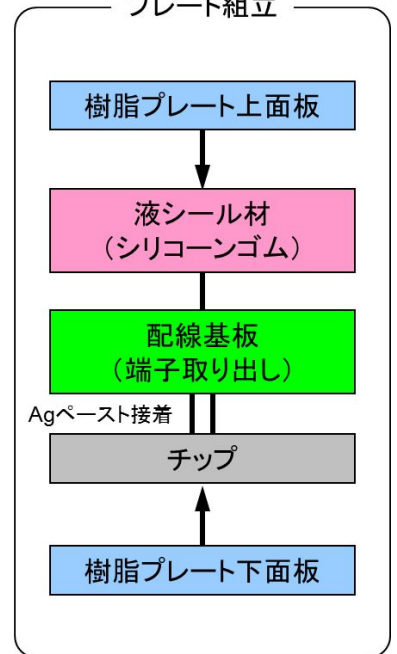 プレート組立
樹脂プレート上面板
液シール材
（シリコーンゴム）
配線基板
（端子取り出し）
Agペースト接着
チップ
樹脂プレート下面板